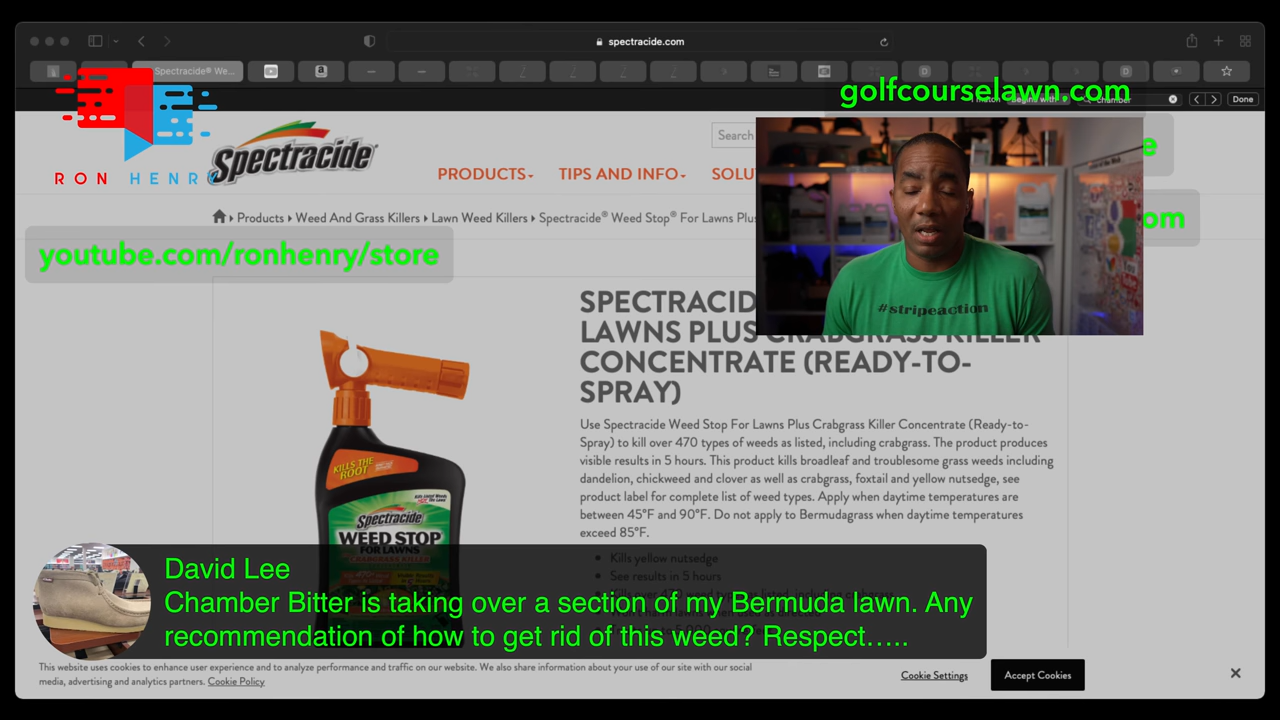 spectracide.com
Spectracide® We...
golfcourselawn.com
Begins with
chamber
Done
RON HENR
Spectracide
Search
PRODUCTS
TIPS AND INFO
SOLU
Products
Weed And Grass Killers
Lawn Weed Killers
Spectracide® Weed Stop® For Lawns Plus
e
om
youtube.com/ronhenry/store
#stripeaction
SPECTRACID
LAWNS PLUS CRABGRASS KILLER
CONCENTRATE (READY-TO-
SPRAY)
Use Spectracide Weed Stop For Lawns Plus Crabgrass Killer Concentrate (Ready-to-
Spray) to kill over 470 types of weeds as listed, including crabgrass. The product produces
visible results in 5 hours. This product kills broadleaf and troublesome grass weeds including
dandelion, chickweed and clover as well as crabgrass, foxtail and yellow nutsedge, see
product label for complete list of weed types. Apply when daytime temperatures are
between 45°F and 90°F. Do not apply to Bermudagrass when daytime temperatures
exceed 85°F.
Kills yellow nutsedge
See results in 5 hours
KILLS THE
ROOT
Spectracide
WEED STOP
FOR LAWNS
David Lee
Chamber Bitter is taking over a section of my Bermuda lawn. Any
recommendation of how to get rid of this weed? Respect…..
This website uses cookies to enhance user experience and to analyze performance and traffic on our website. We also share information about your use of our site with our social
media, advertising and analytics partners. Cookie Policy
Cookie Settings
Accept Cookies